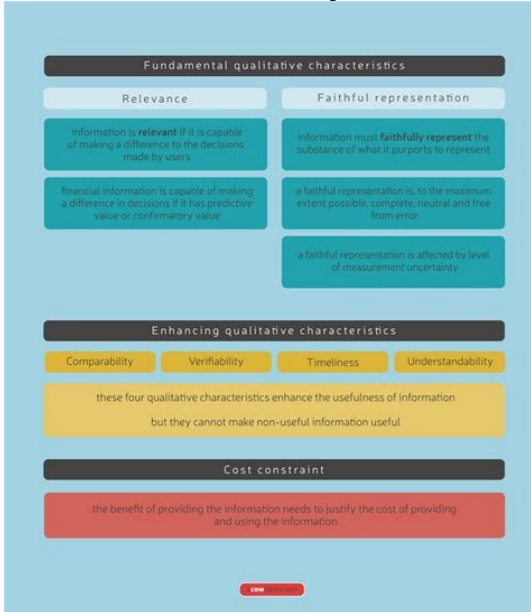 Fundamental qualitative characteristics
Relevance
Faithful representation
information is relevant if it is capable
of making a difference to the decisions
made by users
information must faithfully represent the
substance of what it purports to represent
financial information is capable of making
a difference in decisions if it has predictive
value or confirmatory value
a faithful representation is, to the maximum
extent possible, complete, neutral and free
from error
a faithful representation is affected by level
of measurement uncertainty
Enhancing qualitative characteristics
Comparability
Verifiability
Timeliness
Understandability
these four qualitative characteristics enhance the usefulness of information
but they cannot make non-useful information useful
Cost constraint
the benefit of providing the information needs to justify the cost of providing
and using the information